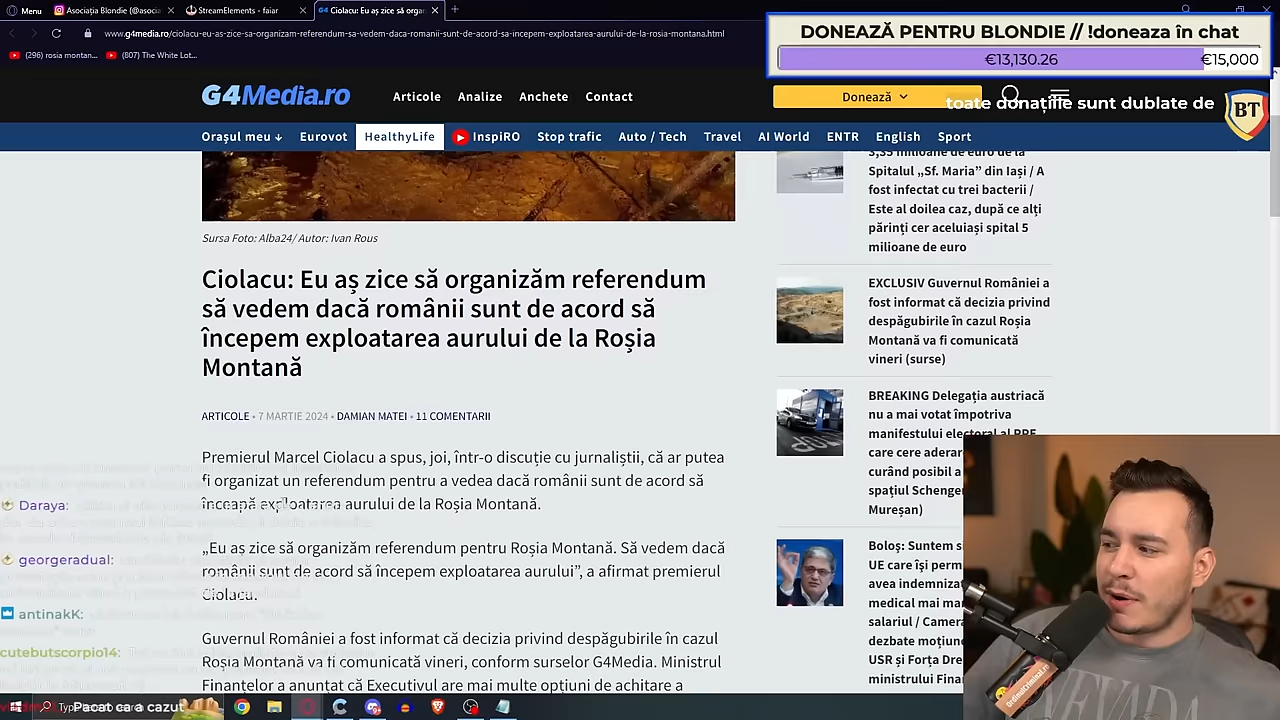 Menu
Asociația Blondie (@asocia
StreamElements - faiar
G4 Ciolacu: Eu aș zice să orga
www.g4media.ro/ciolacu-eu-as-zice-sa-organizam-referendum-sa-vedem-daca-romanii-sunt-de-acord-sa-incepem-exploatarea-aurului-de-la-rosia-montana.html
(296) rosia montan...
(807) The White Lot...
DONEAZĂ PENTRU BLONDIE // !doneaza în chat
€13,130.26
€15,000
toate donațiile sunt dublate de
BT
G4Media.ro
Articole
Analize
Anchete
Contact
Donează
Orașul meu ↓
Eurovot
HealthyLife
InspiRO
Stop trafic
Auto / Tech
Travel
AI World
ENTR
English
Sport
Sursa Foto: Alba24/ Autor: Ivan Rous
Ciolacu: Eu aș zice să organizăm referendum
să vedem dacă românii sunt de acord să
începem exploatarea aurului de la Roșia
Montană
ARTICOLE • 7 MARTIE 2024 • DAMIAN MATEI • 11 COMENTARII
Premierul Marcel Ciolacu a spus, joi, într-o discuție cu jurnaliștii, că ar putea
fi organizat un referendum pentru a vedea dacă românii sunt de acord să
înceapă exploatarea aurului de la Roșia Montană.
„Eu aș zice să organizăm referendum pentru Roșia Montană. Să vedem dacă
românii sunt de acord să începem exploatarea aurului”, a afirmat premierul
Ciolacu.
Guvernul României a fost informat că decizia privind despăgubirile în cazul
Roșia Montană va fi comunicată vineri, conform surselor G4Media. Ministrul
Finanțelor a anunțat că Executivul are mai multe opțiuni de achitare a
3,35 milioane de euro de la
Spitalul „Sf. Maria” din Iași / A
fost infectat cu trei bacterii /
Este al doilea caz, după ce alți
părinți cer aceluiași spital 5
milioane de euro
EXCLUSIV Guvernul României a
fost informat că decizia privind
despăgubirile în cazul Roșia
Montană va fi comunicată
vineri (surse)
BREAKING Delegația austriacă
nu a mai votat împotriva
manifestului electoral al PPE
care cere aderar
curând posibil a
spațiul Schenger
Mureșan)
Boloș: Suntem s
UE care își perm
avea indemnizaț
medical mai mar
salariul / Camera
dezbate moțiune
USR și Forța Dre
ministrului Finan
Daraya:
georgeradual:
antinakK:
cutebutscorpio14:
Pacat ca a cazut
OrdinulCriminal.ro
NEVADA